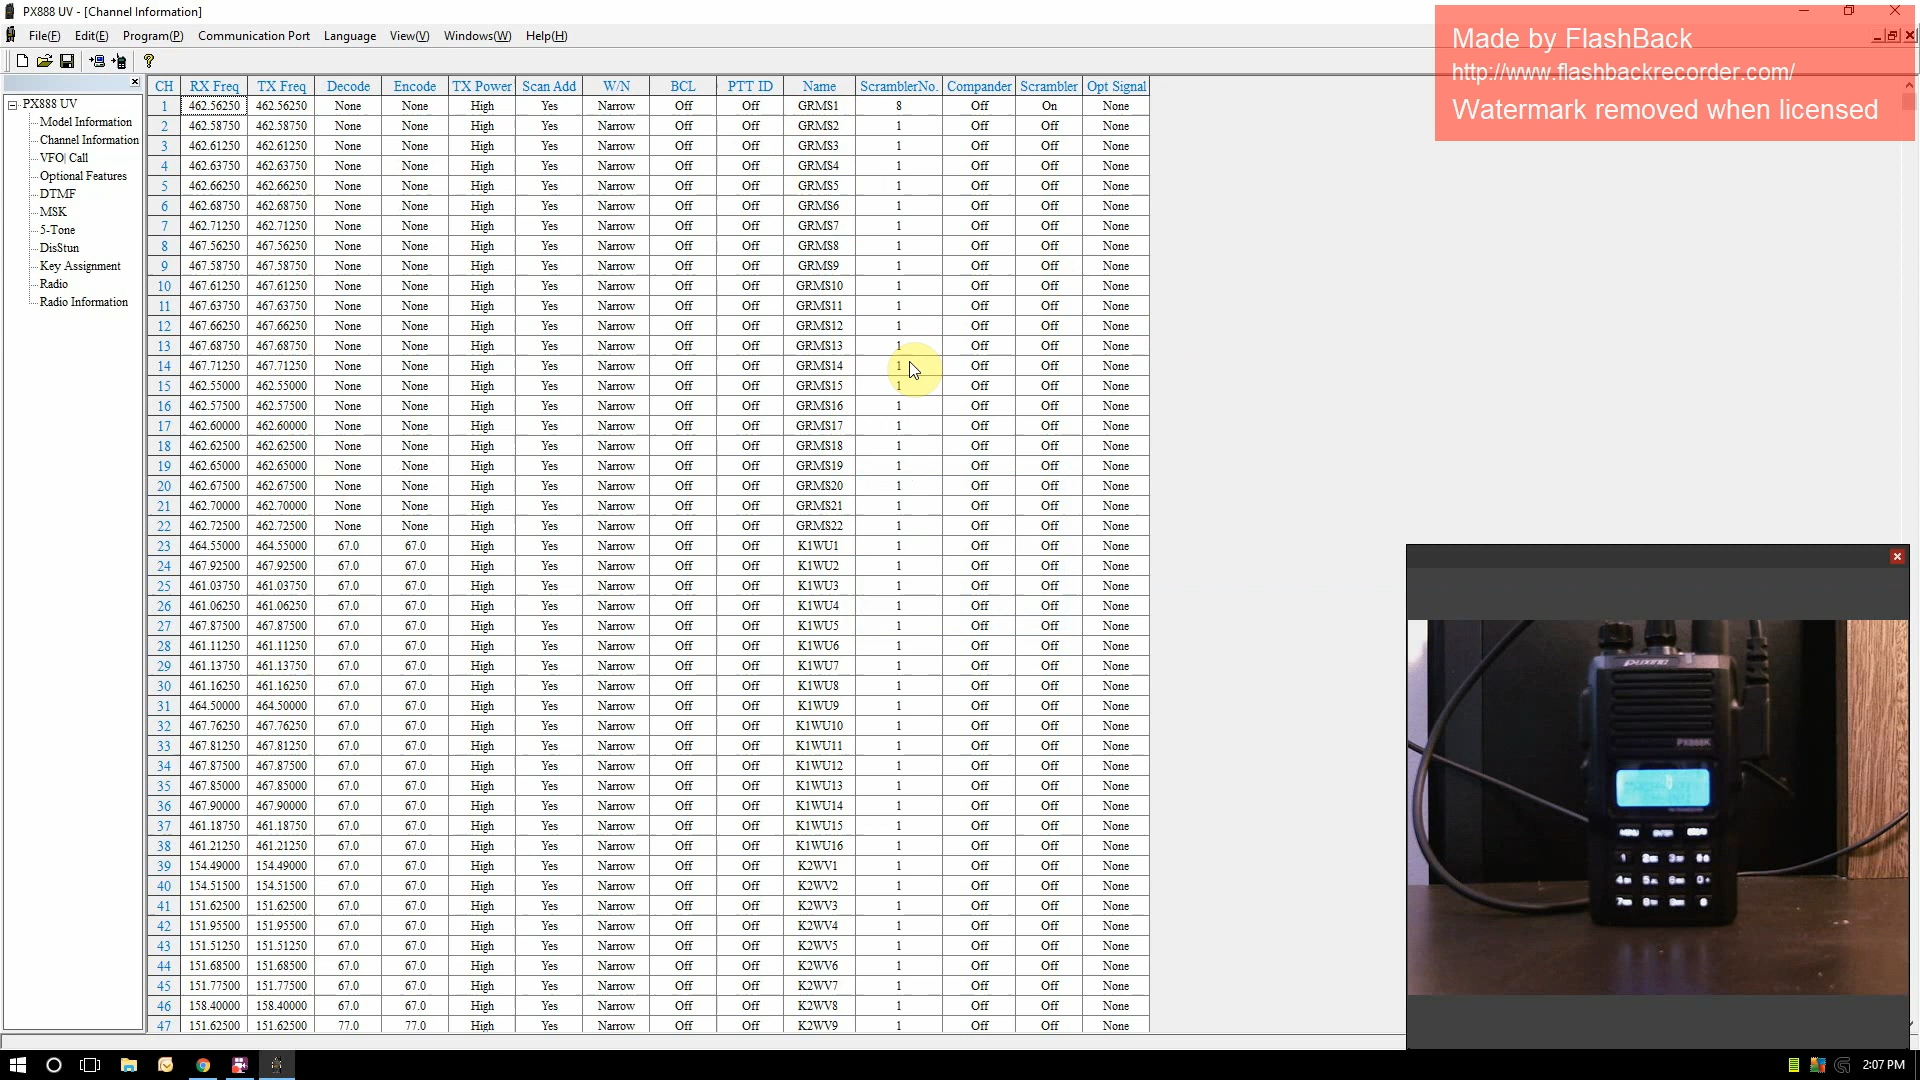 PX888 UV - [Channel Information]
File(F) Edit(E) Program(P) Communication Port Language View(V) Windows(W) Help(H)
Made by FlashBack
http://www.flashbackrecorder.com/
Watermark removed when licensed
PX888 UV
Model Information
Channel Information
VFO| Call
Optional Features
DTMF
MSK
5-Tone
DisStun
Key Assignment
Radio
Radio Information
CH RX Freq TX Freq Decode Encode TX Power Scan Add W/N BCL PTT ID Name ScramblerNo. Compander Scrambler Opt Signal
1 462.56250 462.56250 None None High Yes Narrow Off Off GRMS1 8 Off On None
2 462.58750 462.58750 None None High Yes Narrow Off Off GRMS2 1 Off Off None
3 462.61250 462.61250 None None High Yes Narrow Off Off GRMS3 1 Off Off None
4 462.63750 462.63750 None None High Yes Narrow Off Off GRMS4 1 Off Off None
5 462.66250 462.66250 None None High Yes Narrow Off Off GRMS5 1 Off Off None
6 462.68750 462.68750 None None High Yes Narrow Off Off GRMS6 1 Off Off None
7 462.71250 462.71250 None None High Yes Narrow Off Off GRMS7 1 Off Off None
8 467.56250 467.56250 None None High Yes Narrow Off Off GRMS8 1 Off Off None
9 467.58750 467.58750 None None High Yes Narrow Off Off GRMS9 1 Off Off None
10 467.61250 467.61250 None None High Yes Narrow Off Off GRMS10 1 Off Off None
11 467.63750 467.63750 None None High Yes Narrow Off Off GRMS11 1 Off Off None
12 467.66250 467.66250 None None High Yes Narrow Off Off GRMS12 1 Off Off None
13 467.68750 467.68750 None None High Yes Narrow Off Off GRMS13 1 Off Off None
14 467.71250 467.71250 None None High Yes Narrow Off Off GRMS14 1 Off Off None
15 462.55000 462.55000 None None High Yes Narrow Off Off GRMS15 1 Off Off None
16 462.57500 462.57500 None None High Yes Narrow Off Off GRMS16 1 Off Off None
17 462.60000 462.60000 None None High Yes Narrow Off Off GRMS17 1 Off Off None
18 462.62500 462.62500 None None High Yes Narrow Off Off GRMS18 1 Off Off None
19 462.65000 462.65000 None None High Yes Narrow Off Off GRMS19 1 Off Off None
20 462.67500 462.67500 None None High Yes Narrow Off Off GRMS20 1 Off Off None
21 462.70000 462.70000 None None High Yes Narrow Off Off GRMS21 1 Off Off None
22 462.72500 462.72500 None None High Yes Narrow Off Off GRMS22 1 Off Off None
23 464.55000 464.55000 67.0 67.0 High Yes Narrow Off Off K1WU1 1 Off Off None
24 467.92500 467.92500 67.0 67.0 High Yes Narrow Off Off K1WU2 1 Off Off None
25 461.03750 461.03750 67.0 67.0 High Yes Narrow Off Off K1WU3 1 Off Off None
26 461.06250 461.06250 67.0 67.0 High Yes Narrow Off Off K1WU4 1 Off Off None
27 467.87500 467.87500 67.0 67.0 High Yes Narrow Off Off K1WU5 1 Off Off None
28 461.11250 461.11250 67.0 67.0 High Yes Narrow Off Off K1WU6 1 Off Off None
29 461.13750 461.13750 67.0 67.0 High Yes Narrow Off Off K1WU7 1 Off Off None
30 461.16250 461.16250 67.0 67.0 High Yes Narrow Off Off K1WU8 1 Off Off None
31 464.50000 464.50000 67.0 67.0 High Yes Narrow Off Off K1WU9 1 Off Off None
32 467.76250 467.76250 67.0 67.0 High Yes Narrow Off Off K1WU10 1 Off Off None
33 467.81250 467.81250 67.0 67.0 High Yes Narrow Off Off K1WU11 1 Off Off None
34 467.87500 467.87500 67.0 67.0 High Yes Narrow Off Off K1WU12 1 Off Off None
35 467.85000 467.85000 67.0 67.0 High Yes Narrow Off Off K1WU13 1 Off Off None
36 467.90000 467.90000 67.0 67.0 High Yes Narrow Off Off K1WU14 1 Off Off None
37 461.18750 461.18750 67.0 67.0 High Yes Narrow Off Off K1WU15 1 Off Off None
38 461.21250 461.21250 67.0 67.0 High Yes Narrow Off Off K1WU16 1 Off Off None
39 154.49000 154.49000 67.0 67.0 High Yes Narrow Off Off K2WV1 1 Off Off None
40 154.51500 154.51500 67.0 67.0 High Yes Narrow Off Off K2WV2 1 Off Off None
41 151.62500 151.62500 67.0 67.0 High Yes Narrow Off Off K2WV3 1 Off Off None
42 151.95500 151.95500 67.0 67.0 High Yes Narrow Off Off K2WV4 1 Off Off None
43 151.51250 151.51250 67.0 67.0 High Yes Narrow Off Off K2WV5 1 Off Off None
44 151.68500 151.68500 67.0 67.0 High Yes Narrow Off Off K2WV6 1 Off Off None
45 151.77500 151.77500 67.0 67.0 High Yes Narrow Off Off K2WV7 1 Off Off None
46 158.40000 158.40000 67.0 67.0 High Yes Narrow Off Off K2WV8 1 Off Off None
47 151.62500 151.62500 77.0 77.0 High Yes Narrow Off Off K2WV9 1 Off Off None
PUXING
PX888K
MENU
2:07 PM